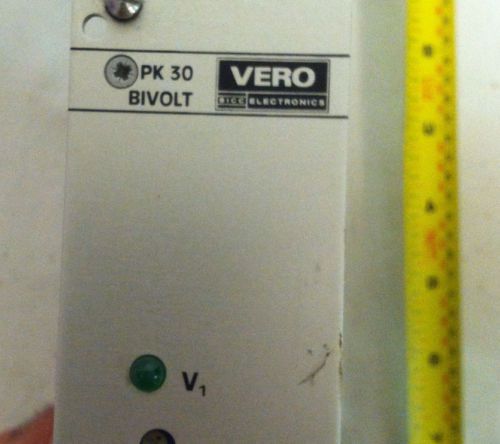 PK 30
BIVOLT
VERO
BICC ELECTRONICS
V1